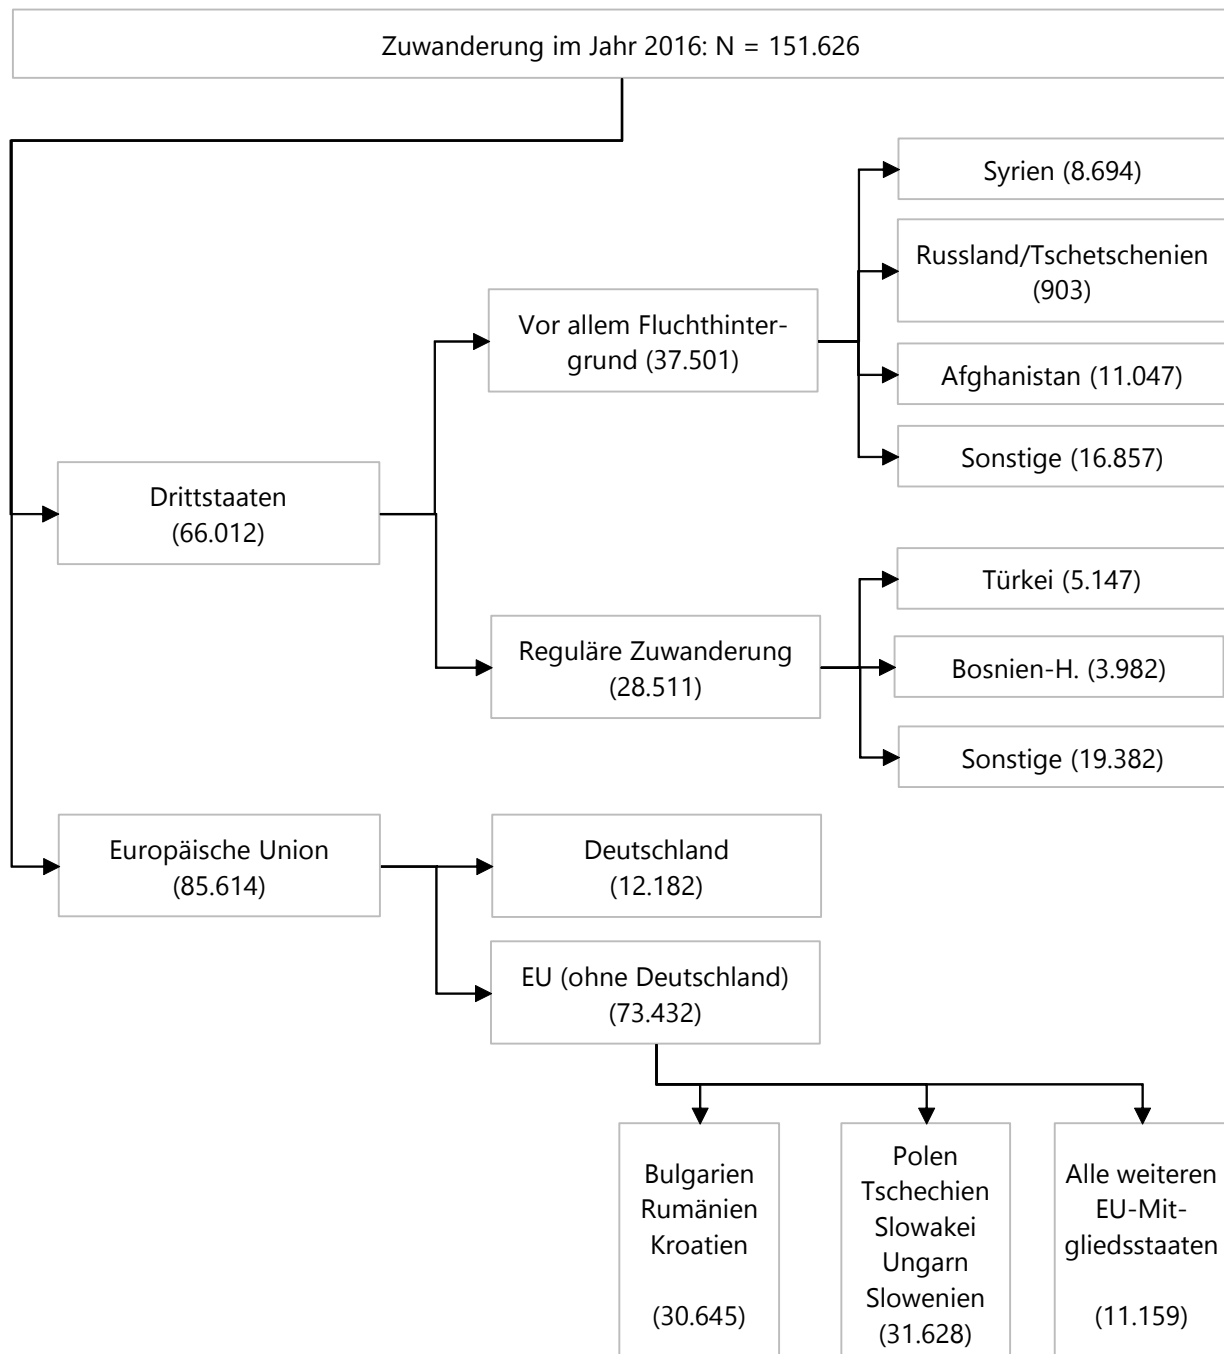 Zuwanderung im Jahr 2016: N = 151.626
Syrien (8.694)
Russland/Tschetschenien
(903)
Vor allem Fluchthinter-
grund (37.501)
Afghanistan (11.047)
Sonstige (16.857)
Drittstaaten
(66.012)
Türkei (5.147)
Reguläre Zuwanderung
(28.511)
Bosnien-H. (3.982)
Sonstige (19.382)
Europäische Union
(85.614)
Deutschland
(12.182)
EU (ohne Deutschland)
(73.432)
Bulgarien
Rumänien
Kroatien
(30.645)
Polen
Tschechien
Slowakei
Ungarn
Slowenien
(31.628)
Alle weiteren
EU-Mit-
gliedsstaaten
(11.159)